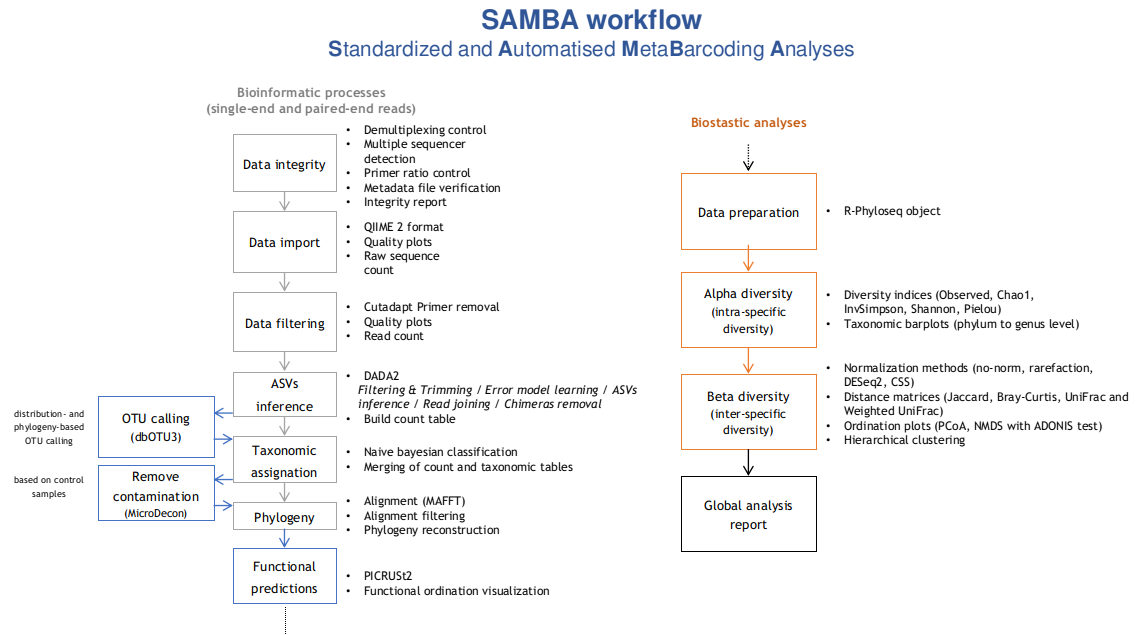 SAMBA workflow
Standardized and Automatised MetaBarcoding Analyses
Bioinformatic processes
(single-end and paired-end reads)
Data integrity
• Demultiplexing control
• Multiple sequencer
detection
• Primer ratio control
• Metadata file verification
• Integrity report
Data import
• QIIME 2 format
• Quality plots
• Raw sequence
count
Data filtering
• Cutadapt Primer removal
• Quality plots
• Read count
ASVs
inference
• DADA2
Filtering & Trimming / Error model learning / ASVs
inference / Read joining / Chimeras removal
• Build count table
distribution- and
phylogeny-based
OTU calling
OTU calling
(dbOTU3)
Taxonomic
assignation
• Naive bayesian classification
• Merging of count and taxonomic tables
based on control
samples
Remove
contamination
(MicroDecon)
Phylogeny
• Alignment (MAFFT)
• Alignment filtering
• Phylogeny reconstruction
Functional
predictions
• PICRUSt2
• Functional ordination visualization
Biostastic analyses
Data preparation
• R-Phyloseq object
Alpha diversity
(intra-specific
diversity)
• Diversity indices (Observed, Chao1,
InvSimpson, Shannon, Pielou)
• Taxonomic barplots (phylum to genus level)
Beta diversity
(inter-specific
diversity)
• Normalization methods (no-norm, rarefaction,
DESeq2, CSS)
• Distance matrices (Jaccard, Bray-Curtis, UniFrac and
Weighted UniFrac)
• Ordination plots (PCoA, NMDS with ADONIS test)
• Hierarchical clustering
Global analysis
report